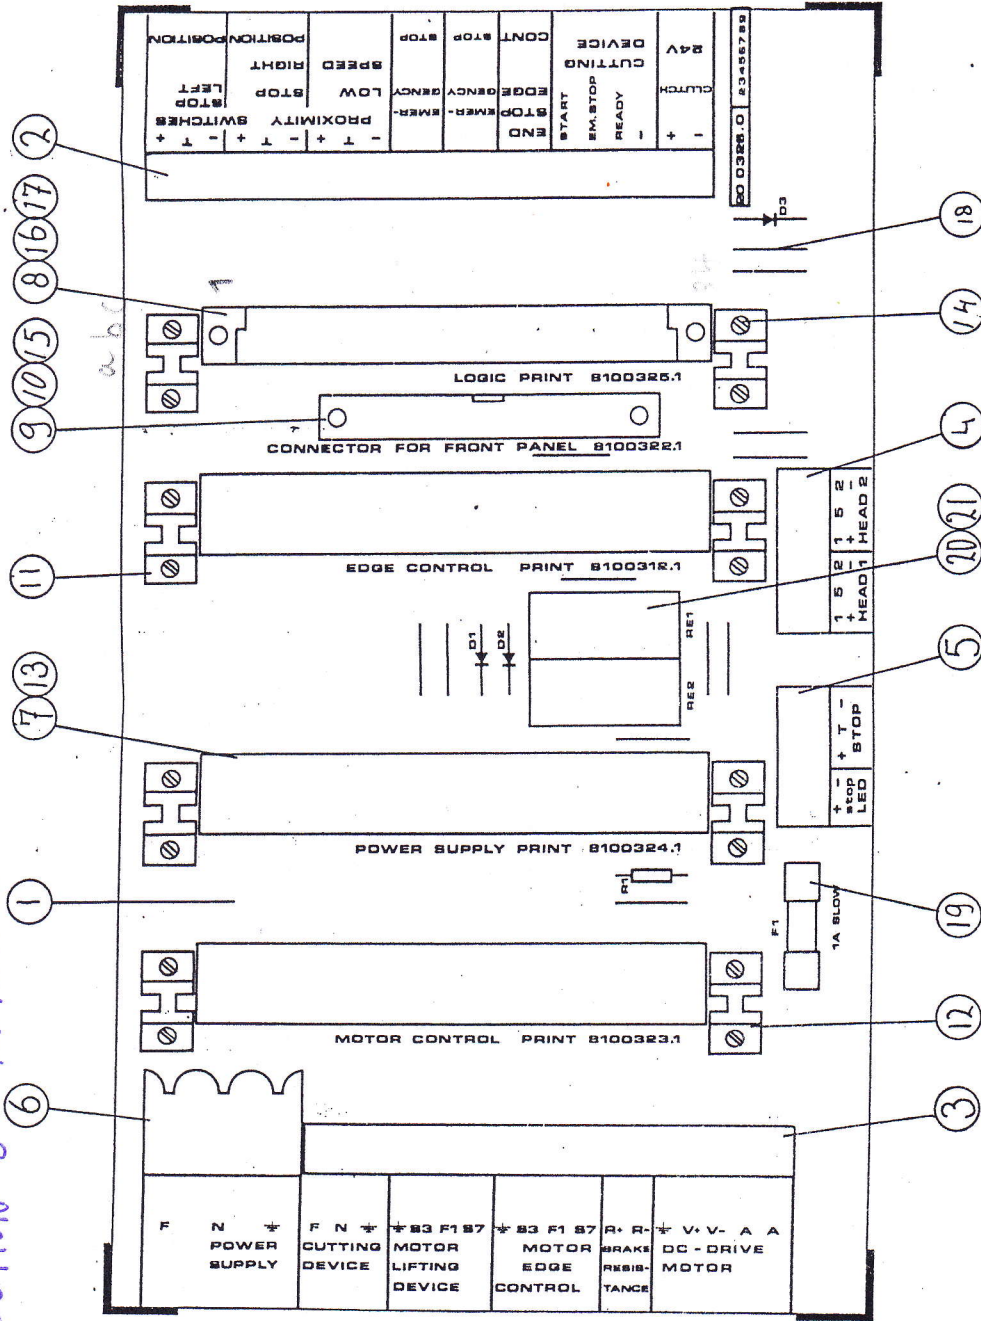 POSITION
LEFT
STOP
SWITCHES
+ T -
POSITION
RIGHT
STOP
PROXIMITY
+ T -
SPEED
LOW
+ T -
STOP
GENCY
EMER-
STOP
GENCY
EMER-
CONT
EDGE
STOP
END
CUTTING
DEVICE
START
EM.STOP
READY
-
24V
CLUTCH
+ -
20 0326.0 23456789
2
17
16
8
15
10
9
11
13
7
1
6
18
D3
14
LOGIC PRINT 8100325.1
a b c
1
CONNECTOR FOR FRONT PANEL 8100322.1
4
EDGE CONTROL PRINT 8100312.1
1 5 2 1 5 2
+ - + -
HEAD 1 HEAD 2
20 21
D1
D2
RE1
RE2
5
+ - + T -
stop STOP
LED
POWER SUPPLY PRINT 8100324.1
R1
F1
1A SLOW
19
12
MOTOR CONTROL PRINT 8100323.1
3
F N ⏚
POWER
SUPPLY
F N ⏚
CUTTING
DEVICE
⏚ S3 F1 S7
MOTOR
LIFTING
DEVICE
⏚ S3 F1 S7
MOTOR
EDGE
CONTROL
R+ R-
BRAKE
RESIS-
TANCE
⏚ V+ V- A A
DC - DRIVE
MOTOR